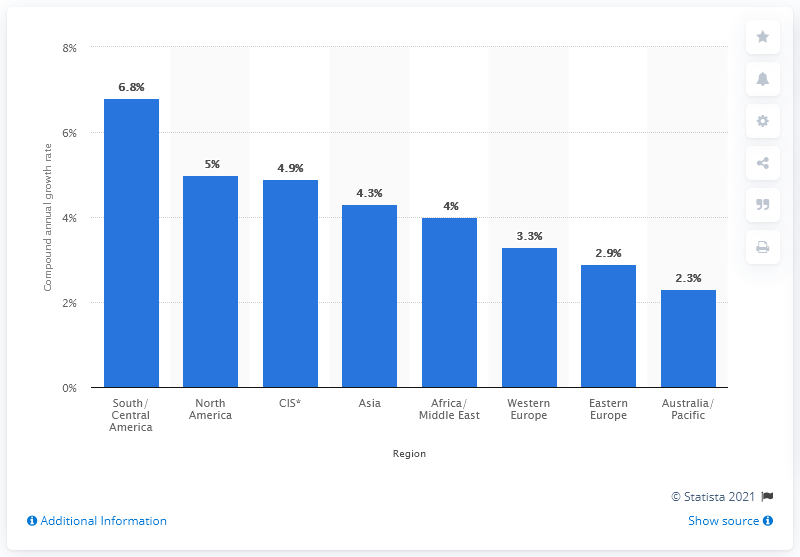 8%
6%
4%
2%
0%
Compound annual growth rate
6.8%
5%
4.9%
4.3%
4%
3.3%
2.9%
2.3%
South/
Central
America
North
America
CIS*
Asia
Africa/
Middle East
Western
Europe
Eastern
Europe
Australia/
Pacific
Region
© Statista 2021
Additional Information
Show source